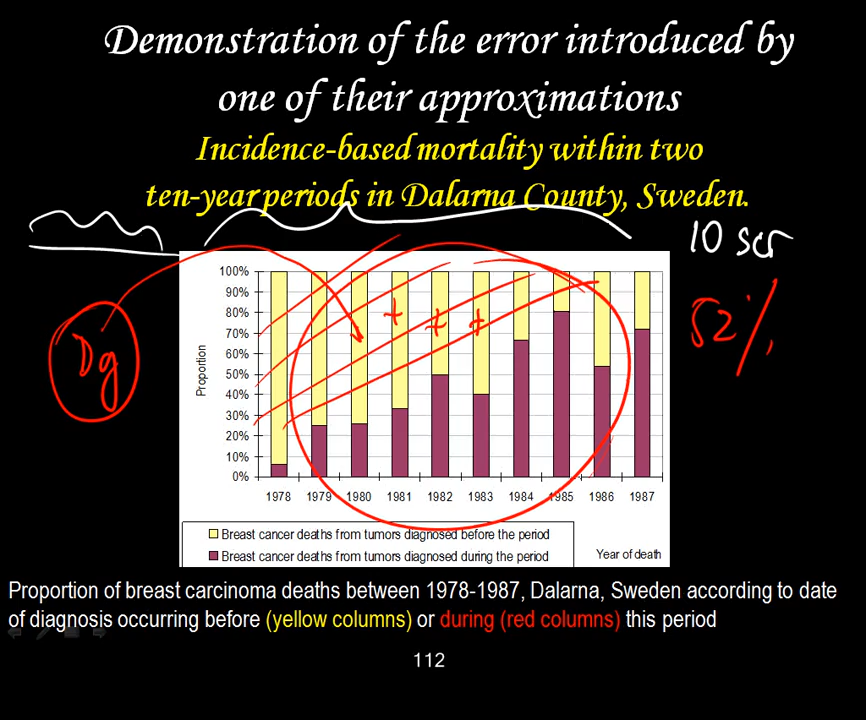 Demonstration of the error introduced by
one of their approximations
Incidence-based mortality within two
ten-year periods in Dalarna County, Sweden.
10 scr
52%
Dg
+ + +
Proportion
100%
90%
80%
70%
60%
50%
40%
30%
20%
10%
0%
1978 1979 1980 1981 1982 1983 1984 1985 1986 1987
Breast cancer deaths from tumors diagnosed before the period
Breast cancer deaths from tumors diagnosed during the period
Year of death
Proportion of breast carcinoma deaths between 1978-1987, Dalarna, Sweden according to date
of diagnosis occurring before (yellow columns) or during (red columns) this period
112